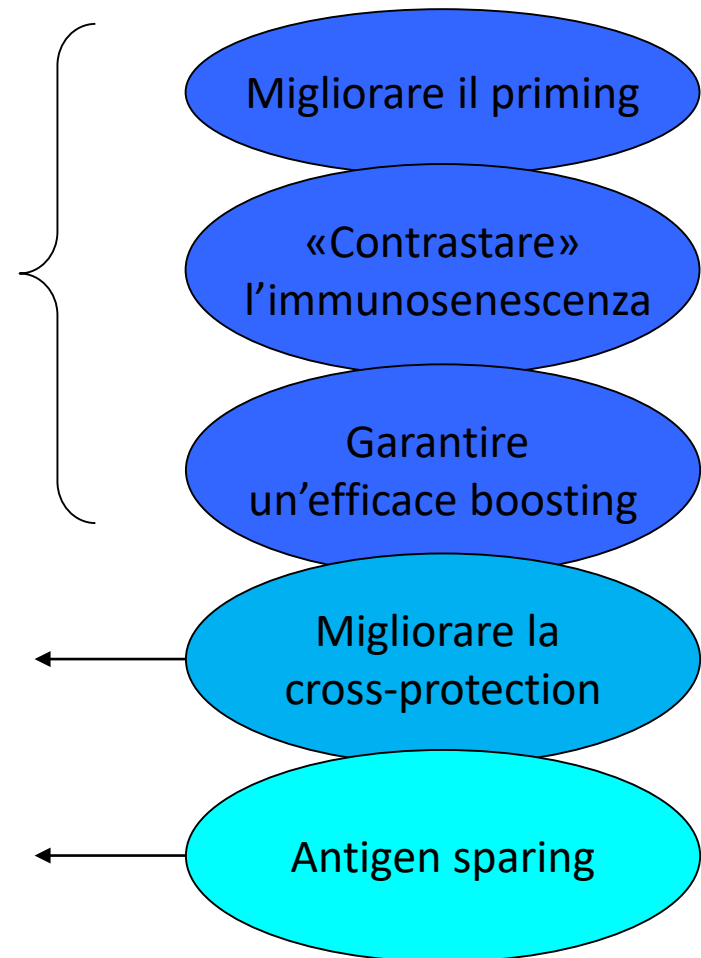 Migliorare il priming
«Contrastare»
l’immunosenescenza
Garantire
un’efficace boosting
Migliorare la
cross-protection
Antigen sparing